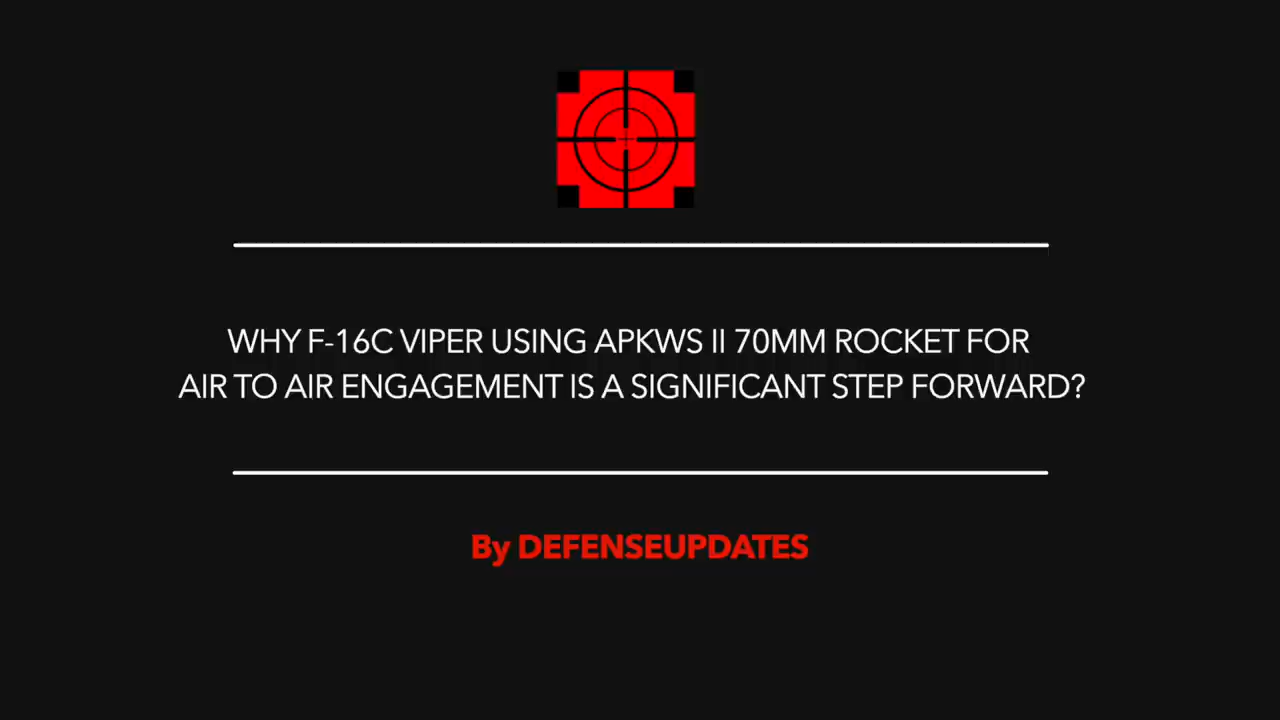 WHY F-16C VIPER USING APKWS II 70MM ROCKET FOR
AIR TO AIR ENGAGEMENT IS A SIGNIFICANT STEP FORWARD?
By DEFENSEUPDATES